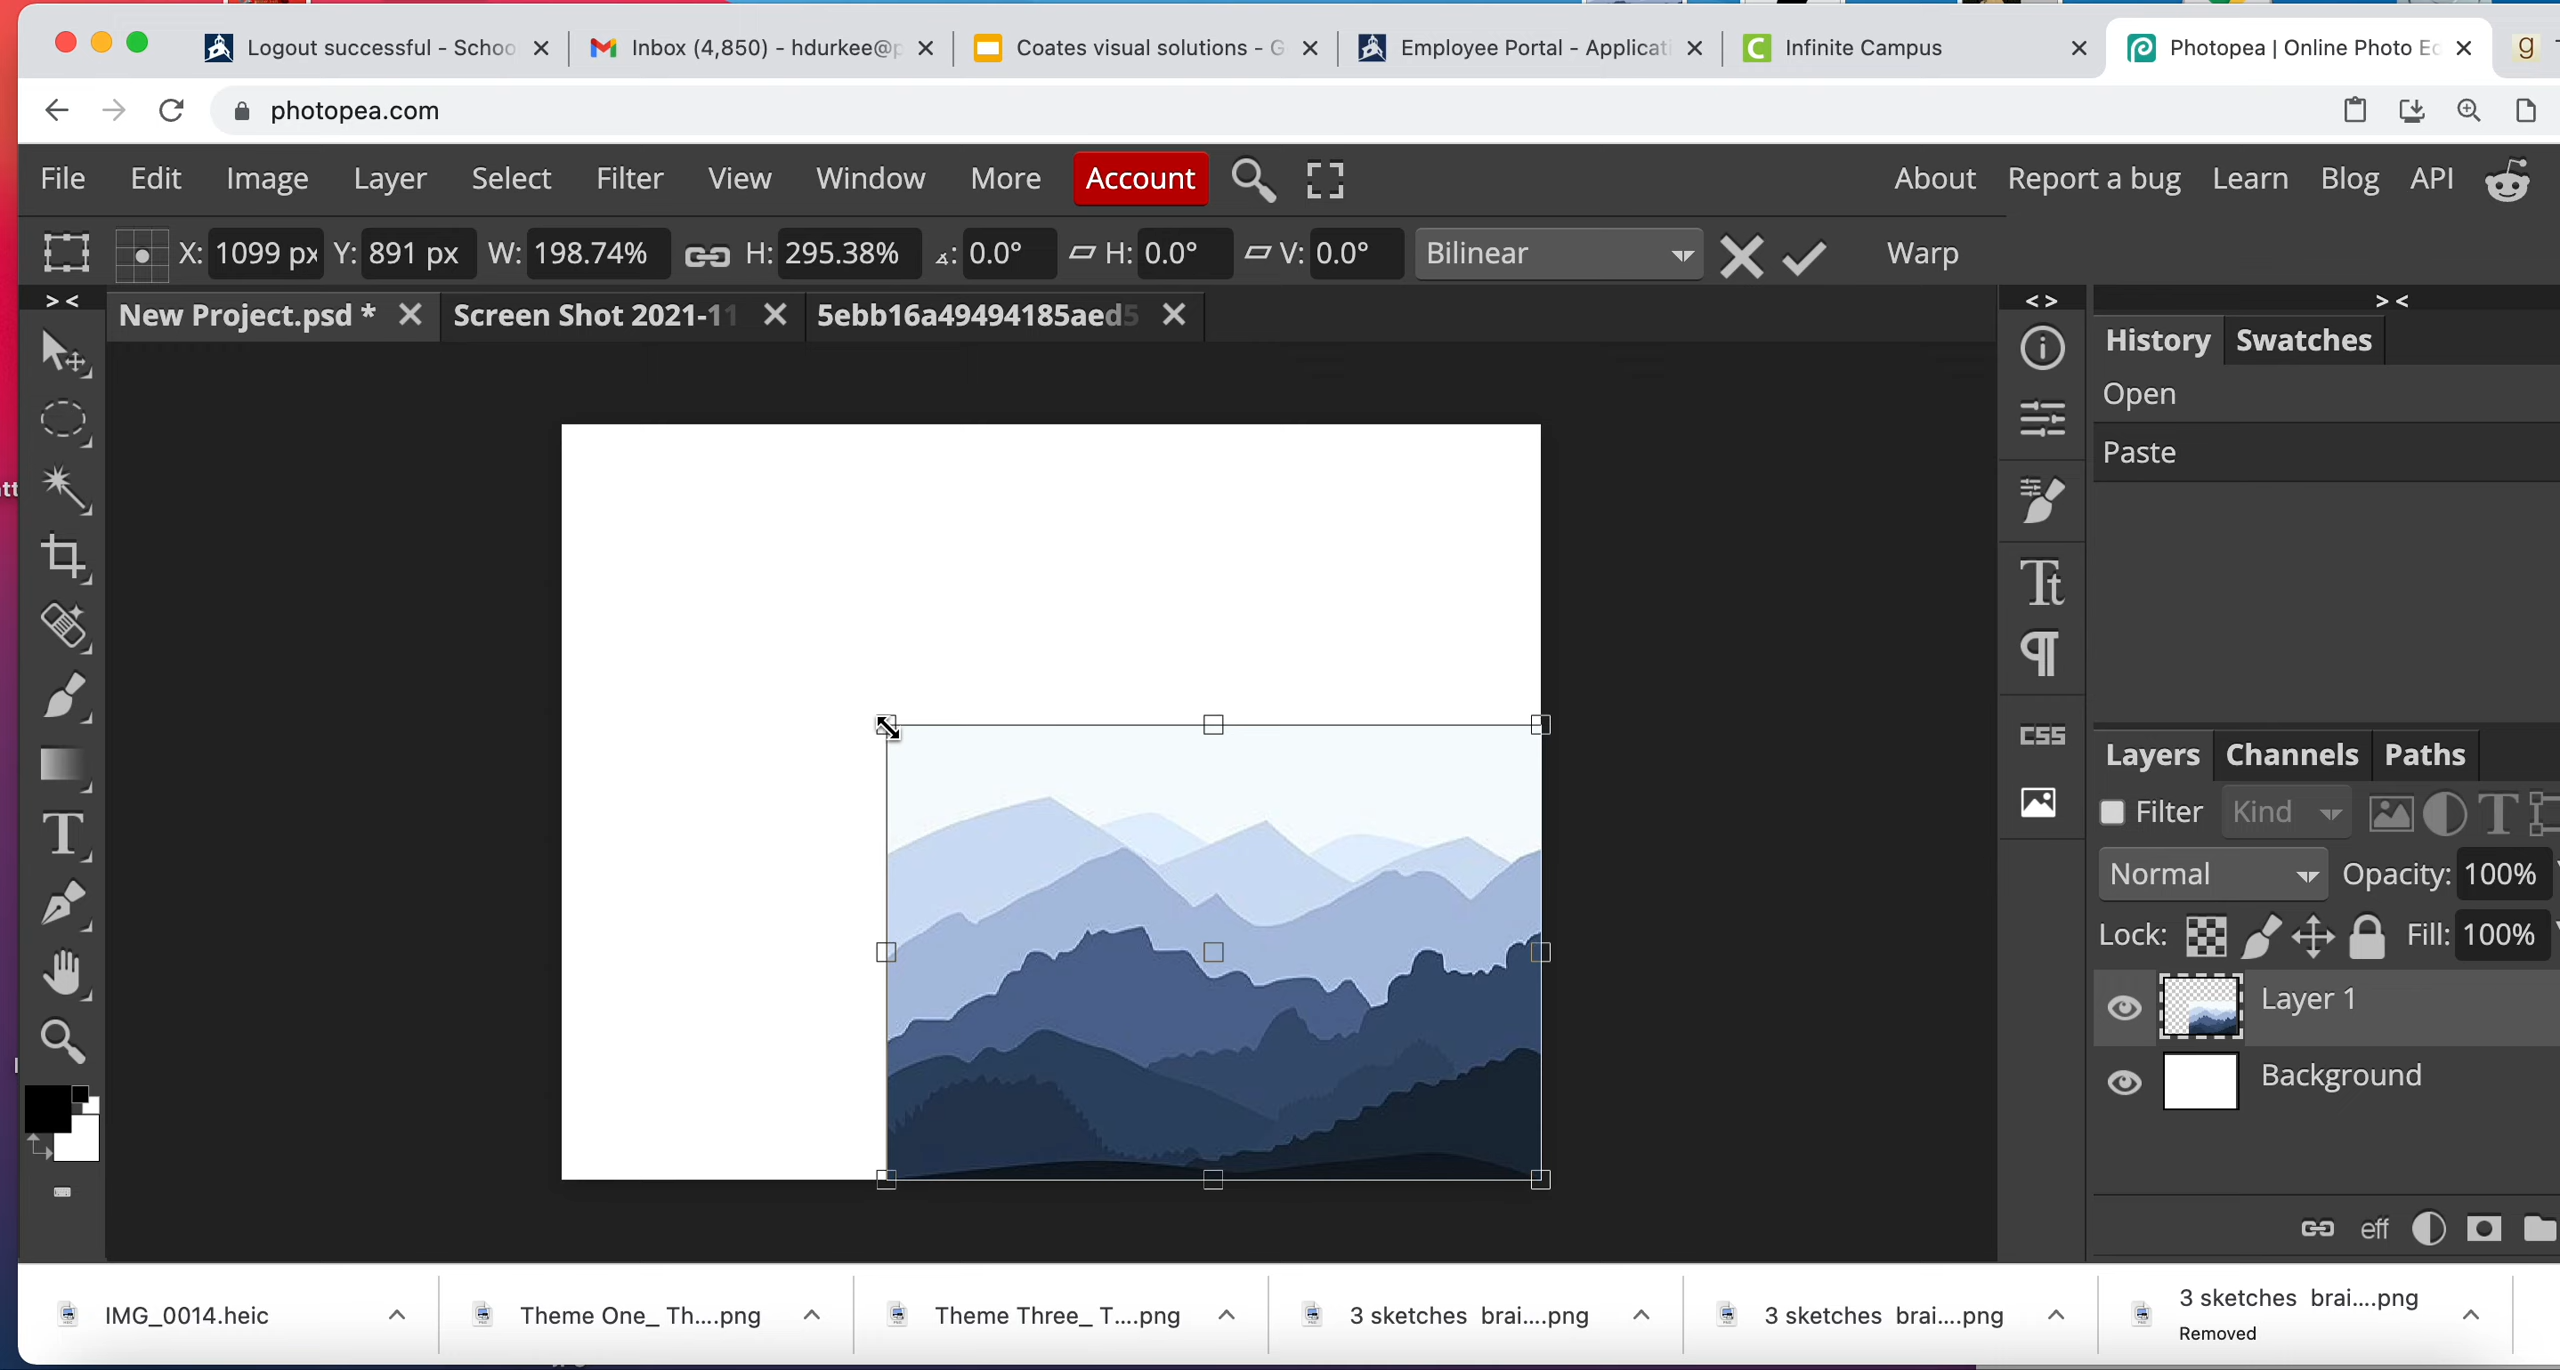 Logout successful - Schoo
Inbox (4,850) - hdurkee@p
Coates visual solutions - G
Employee Portal - Applicati
Infinite Campus
Photopea | Online Photo Ed
g
photopea.com
File Edit Image Layer Select Filter View Window More Account About Report a bug Learn Blog API
X: 1099 px Y: 891 px W: 198.74% H: 295.38% 0.0° H: 0.0° V: 0.0° Bilinear Warp
> < New Project.psd * Screen Shot 2021-11 5ebb16a49494185aed5 < > > <
History Swatches
Open
Paste
CSS
Layers Channels Paths
Filter Kind
Normal Opacity: 100%
Lock: Fill: 100%
Layer 1
Background
eff
IMG_0014.heic
Theme One_ Th....png
Theme Three_ T....png
3 sketches brai....png
3 sketches brai....png
3 sketches brai....png
Removed